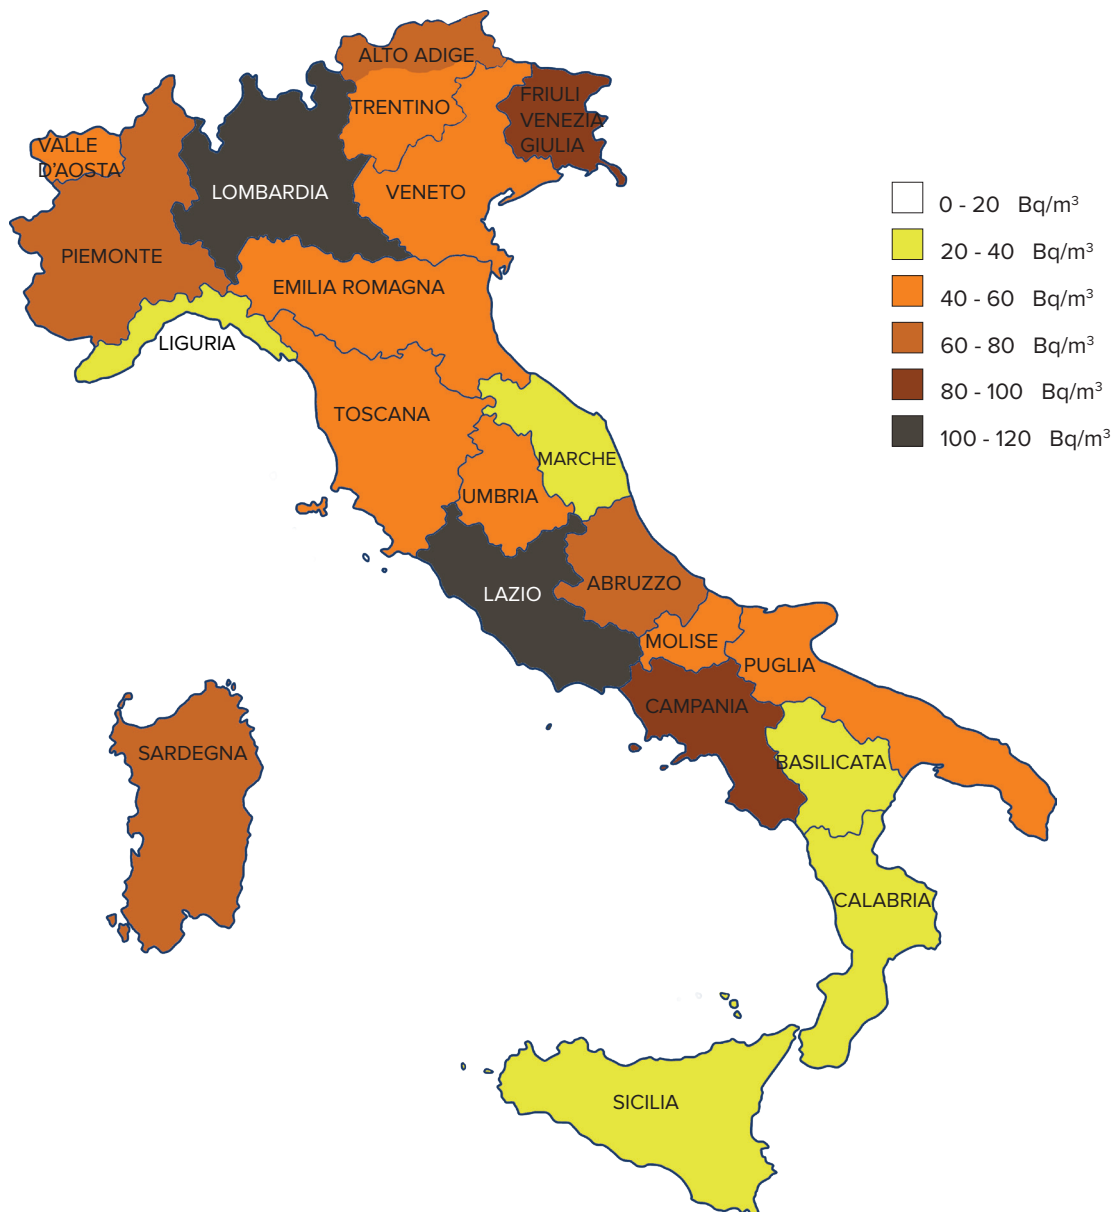 ALTO ADIGE
TRENTINO
FRIULI
VENEZIA
GIULIA
VALLE
D'AOSTA
LOMBARDIA
VENETO
PIEMONTE
EMILIA ROMAGNA
LIGURIA
TOSCANA
MARCHE
UMBRIA
LAZIO
ABRUZZO
MOLISE
PUGLIA
CAMPANIA
SARDEGNA
BASILICATA
CALABRIA
SICILIA
0 - 20 Bq/m³
20 - 40 Bq/m³
40 - 60 Bq/m³
60 - 80 Bq/m³
80 - 100 Bq/m³
100 - 120 Bq/m³